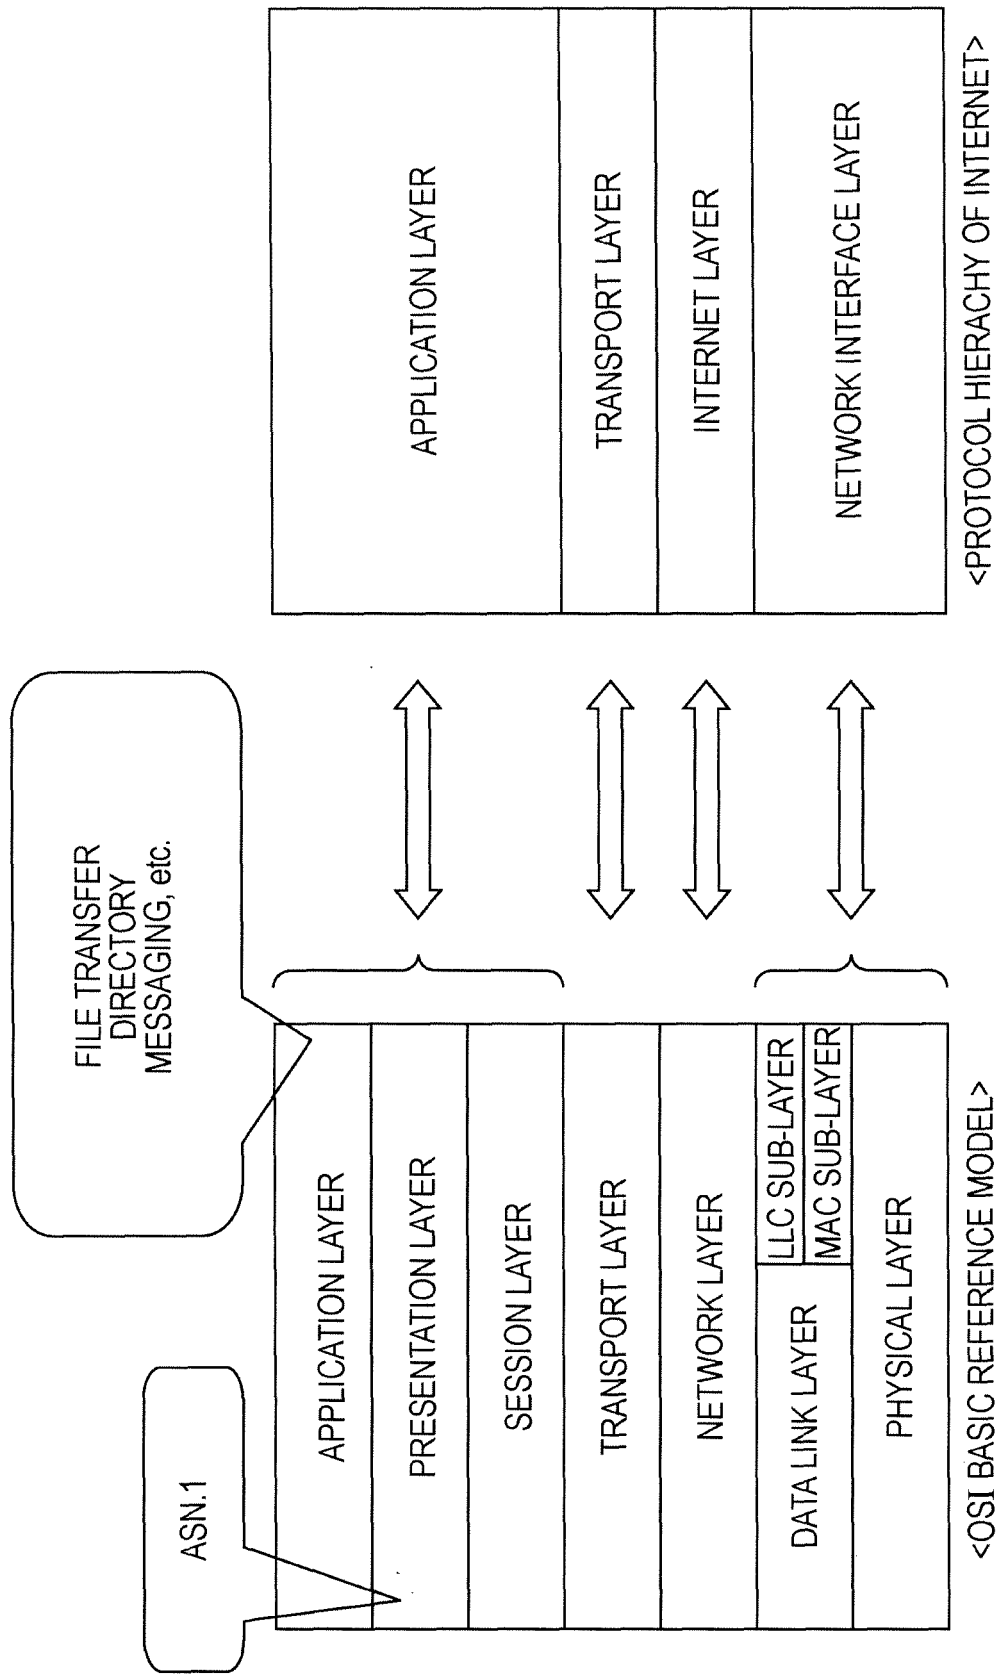 FILE TRANSFER
DIRECTORY
MESSAGING, etc.
ASN.1
APPLICATION LAYER
PRESENTATION LAYER
SESSION LAYER
TRANSPORT LAYER
NETWORK LAYER
DATA LINK LAYER
LLC SUB-LAYER
MAC SUB-LAYER
PHYSICAL LAYER
<OSI BASIC REFERENCE MODEL>
APPLICATION LAYER
TRANSPORT LAYER
INTERNET LAYER
NETWORK INTERFACE LAYER
<PROTOCOL HIERACHY OF INTERNET>